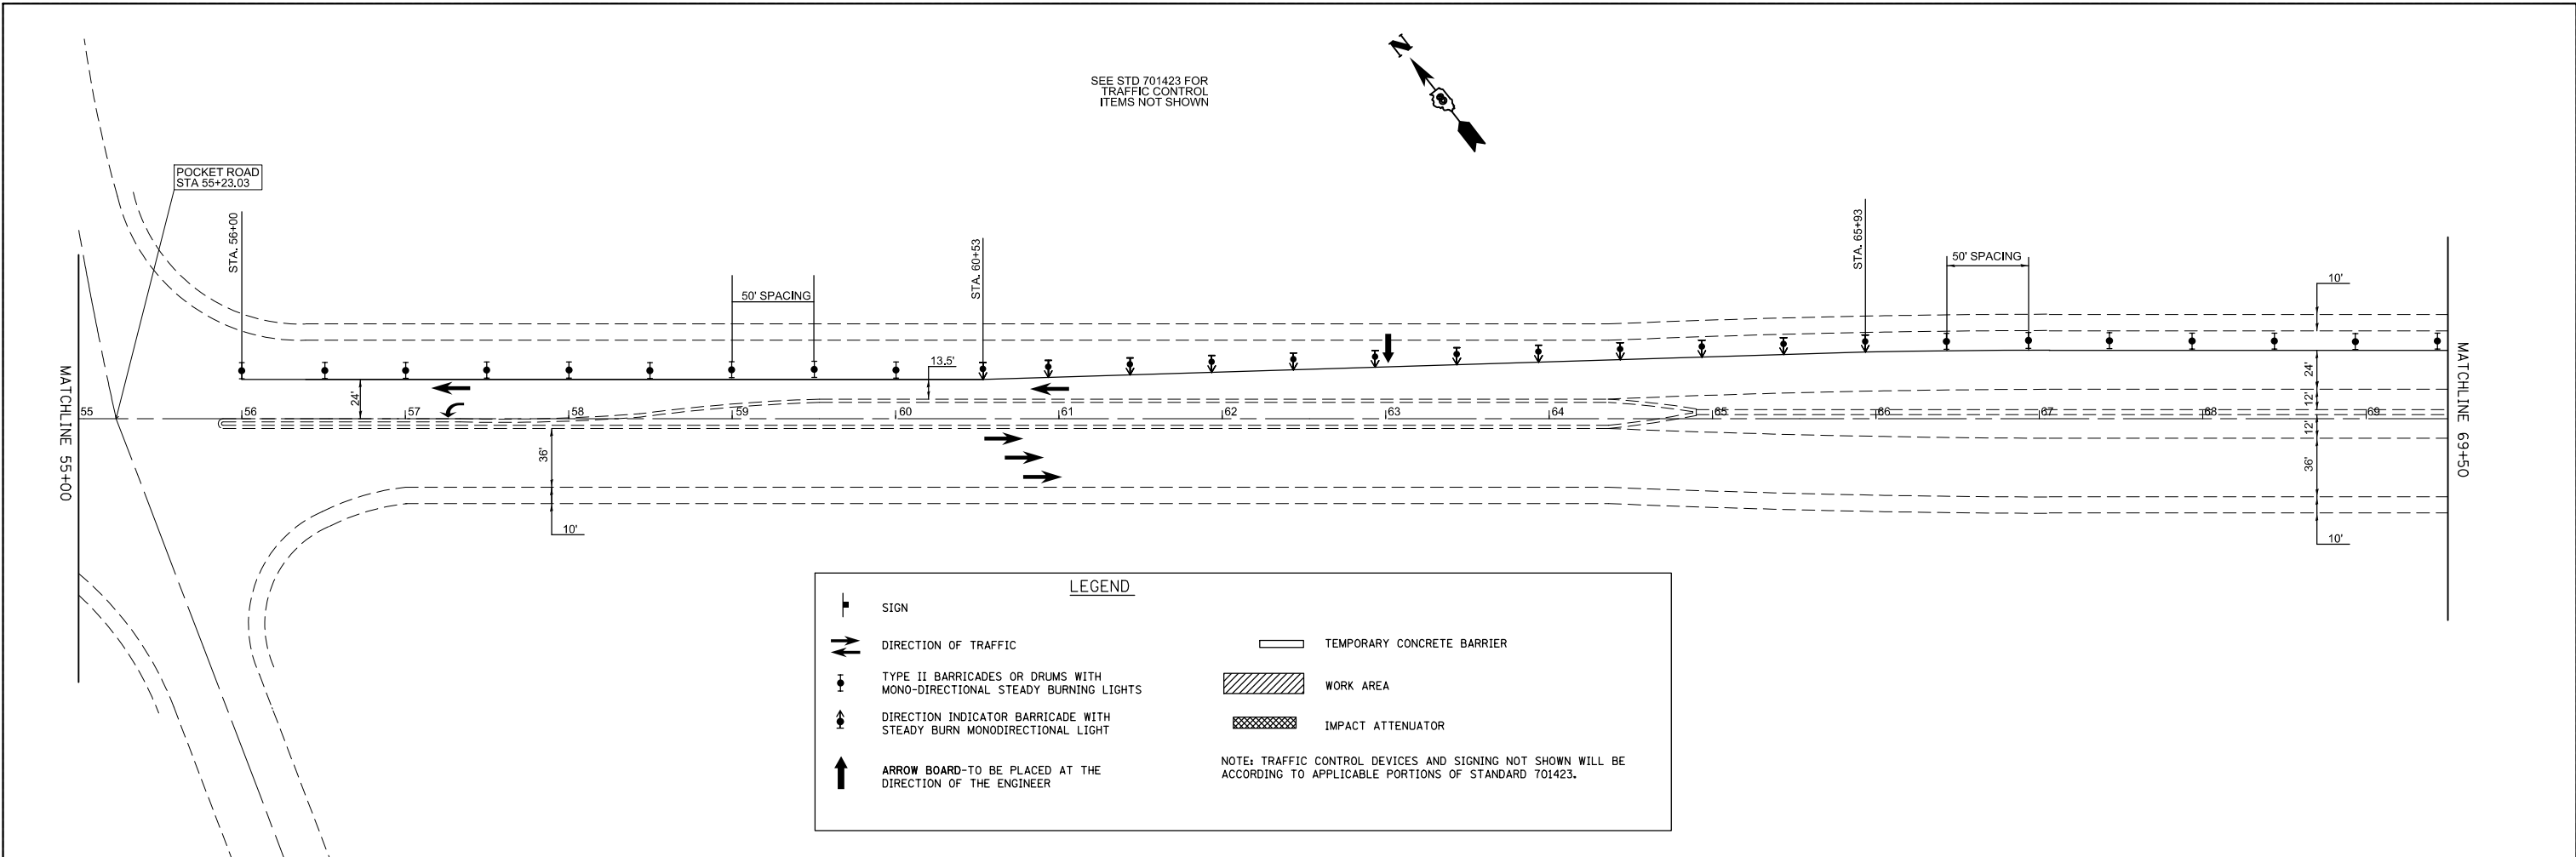 SEE STD 701423 FOR
TRAFFIC CONTROL
ITEMS NOT SHOWN
N
POCKET ROAD
STA 55+23.03
STA. 56+00
50' SPACING
STA. 60+53
13.5'
STA. 65+93
50' SPACING
10'
MATCHLINE 55+00
24'
24'
12'
12'
36'
10'
55
56
57
58
59
60
61
62
63
64
65
66
67
68
69
MATCHLINE 69+50
36'
10'
LEGEND
SIGN
DIRECTION OF TRAFFIC
TYPE II BARRICADES OR DRUMS WITH
MONO-DIRECTIONAL STEADY BURNING LIGHTS
DIRECTION INDICATOR BARRICADE WITH
STEADY BURN MONODIRECTIONAL LIGHT
ARROW BOARD-TO BE PLACED AT THE
DIRECTION OF THE ENGINEER
TEMPORARY CONCRETE BARRIER
WORK AREA
IMPACT ATTENUATOR
NOTE: TRAFFIC CONTROL DEVICES AND SIGNING NOT SHOWN WILL BE
ACCORDING TO APPLICABLE PORTIONS OF STANDARD 701423.